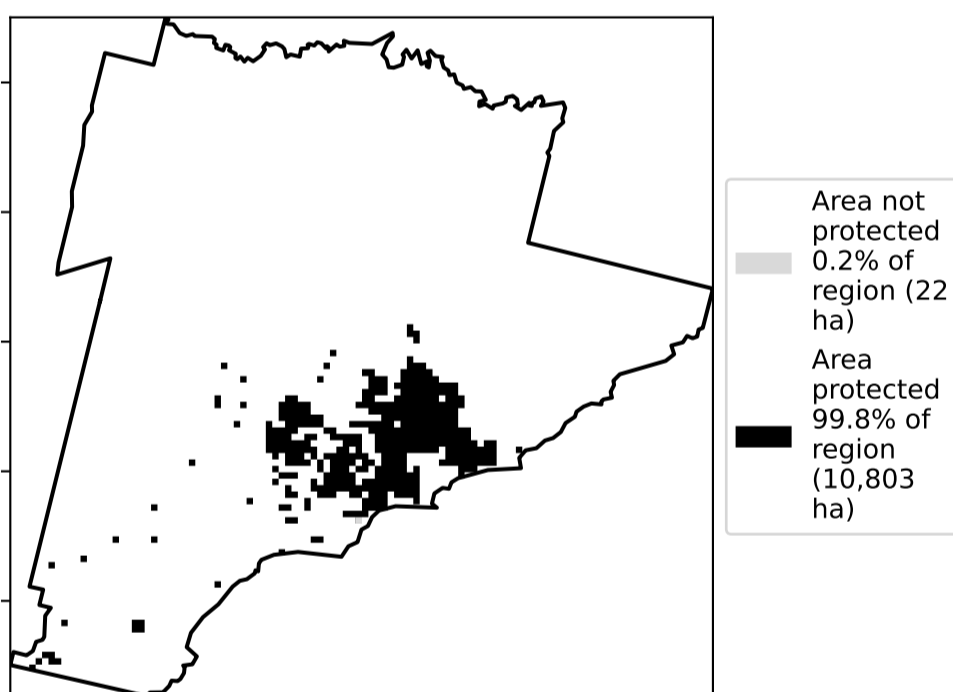 Area not
protected
0.2% of
region (22
ha)
Area
protected
99.8% of
region
(10,803
ha)